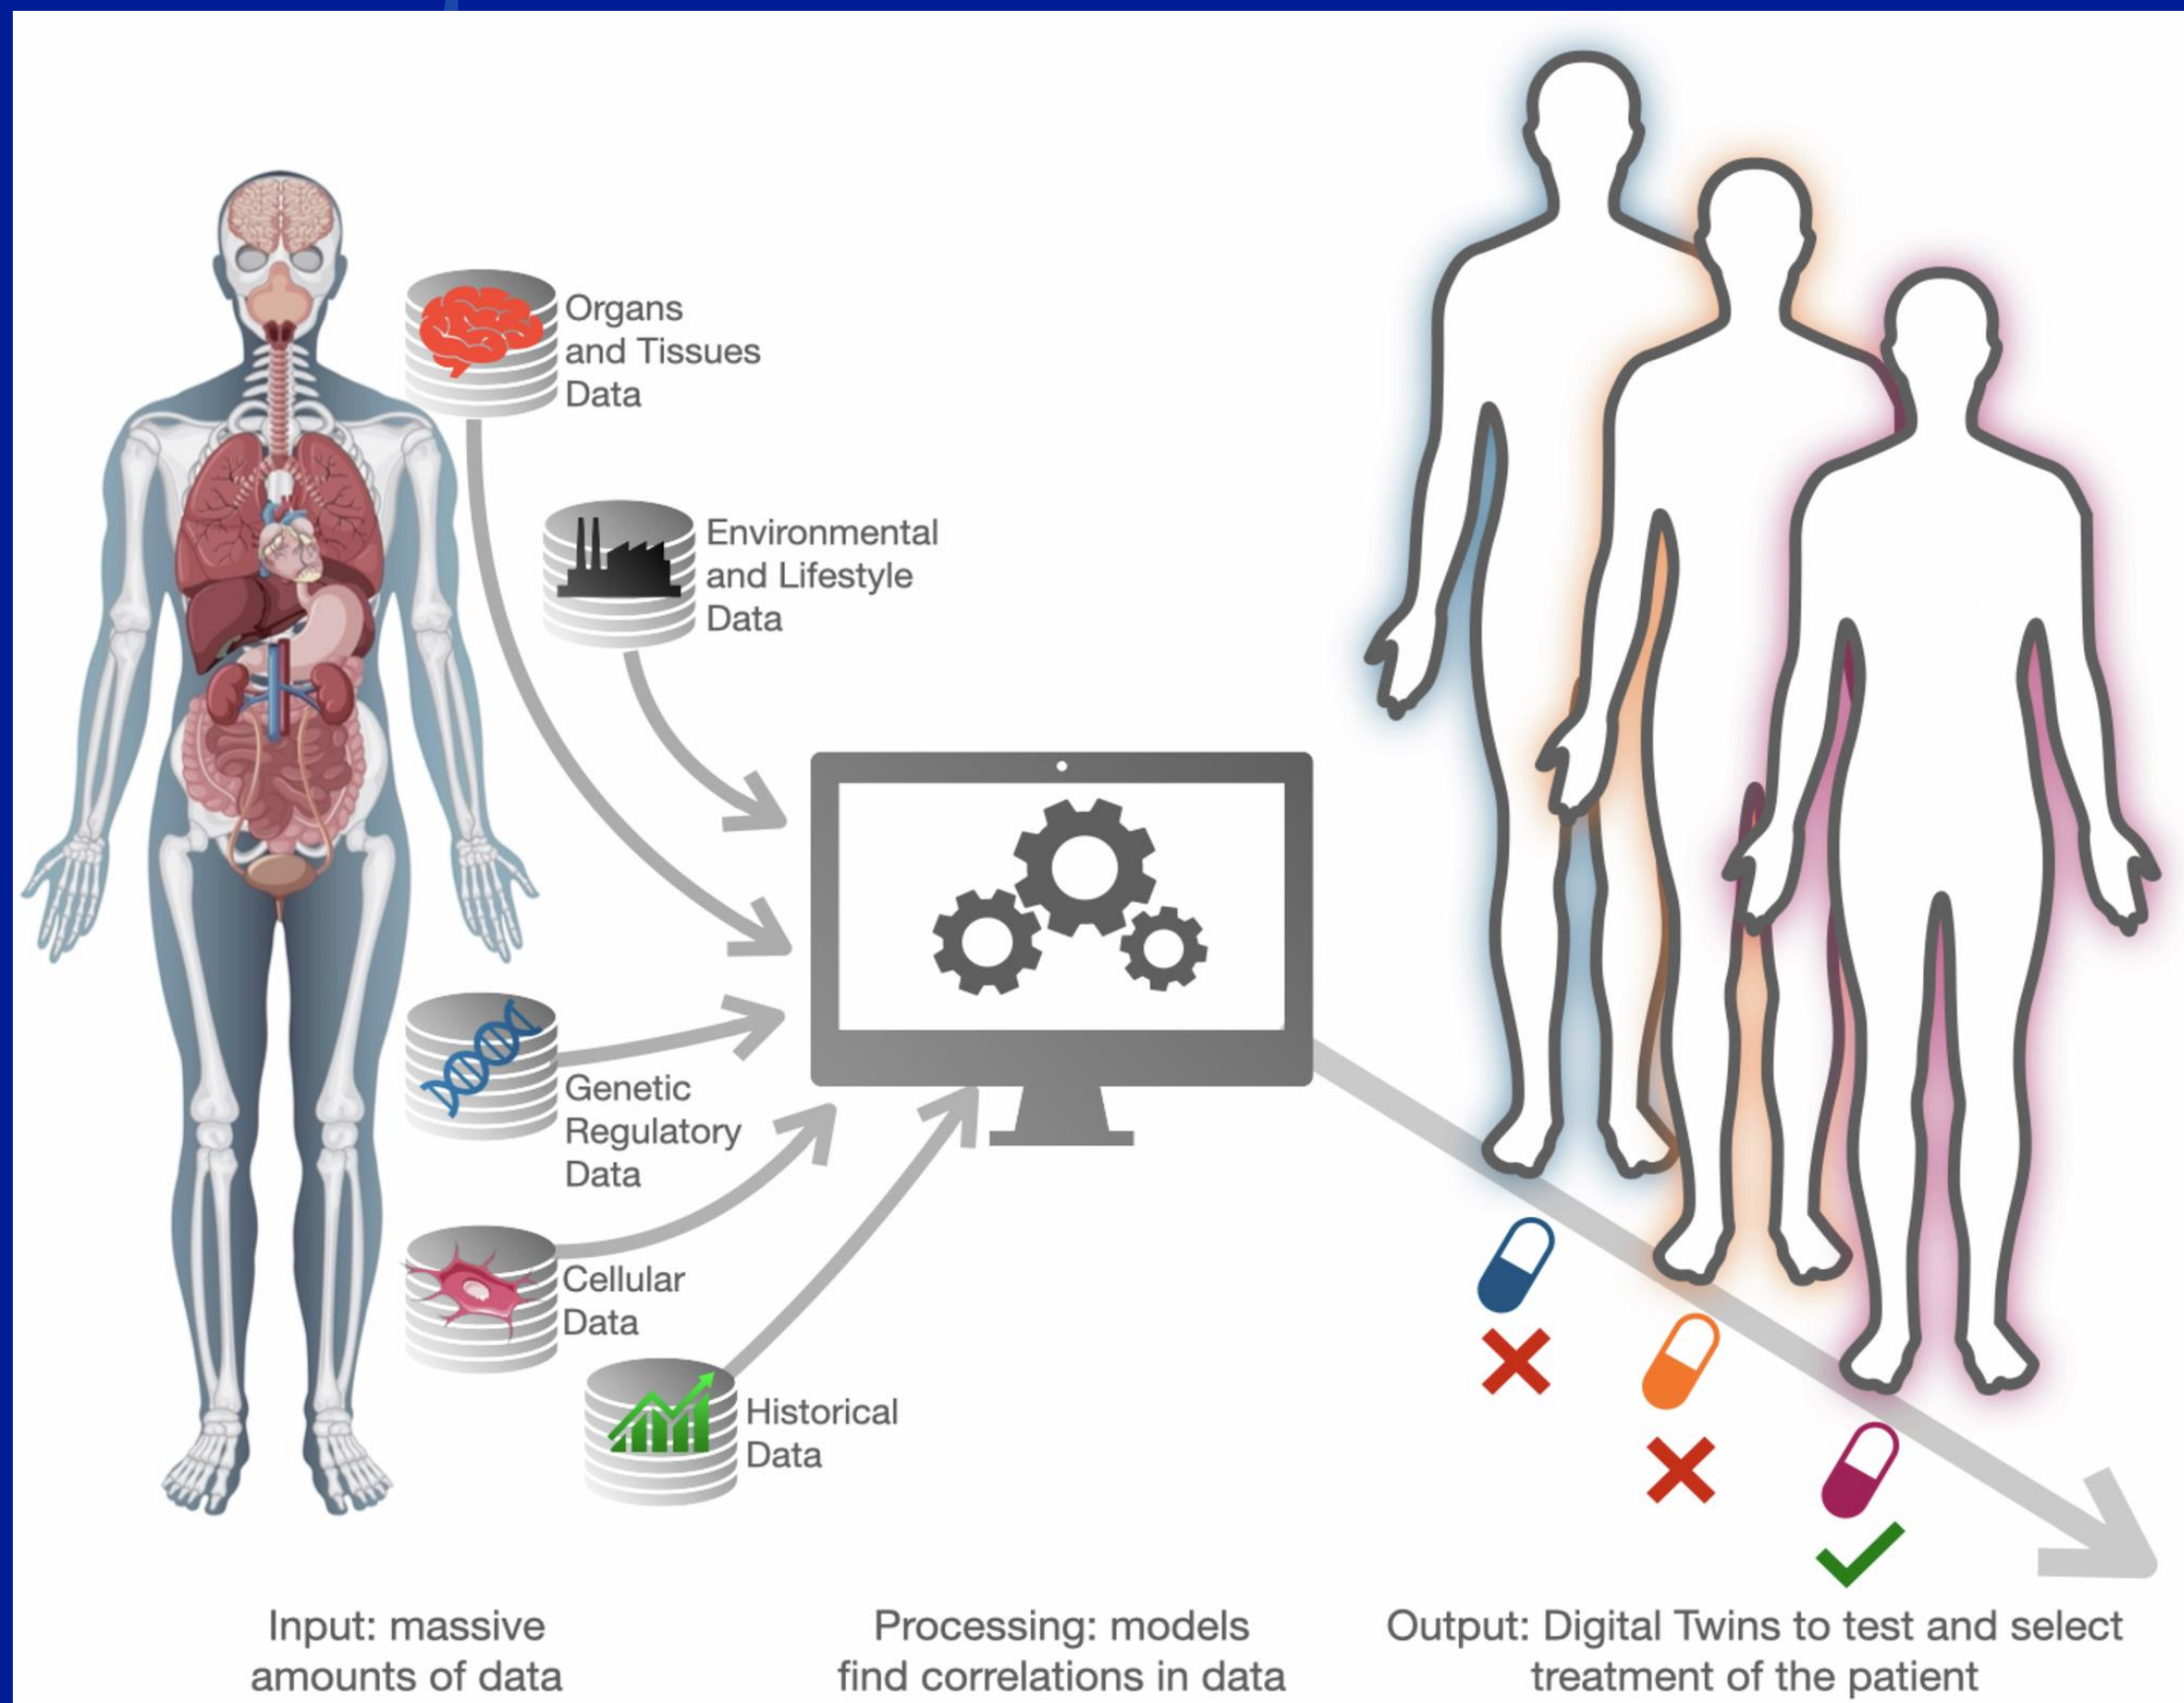 Organs
and Tissues
Data
Environmental
and Lifestyle
Data
Genetic
Regulatory
Data
Cellular
Data
Historical
Data
Input: massive
amounts of data
Processing: models
find correlations in data
Output: Digital Twins to test and select
treatment of the patient